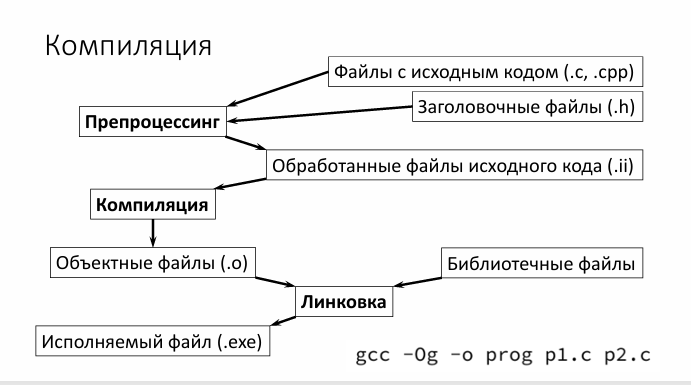 Компиляция
Файлы с исходным кодом (.c, .cpp)
Заголовочные файлы (.h)
Препроцессинг
Обработанные файлы исходного кода (.ii)
Компиляция
Объектные файлы (.o)
Библиотечные файлы
Линковка
Исполняемый файл (.exe)
gcc -Og -o prog p1.c p2.c